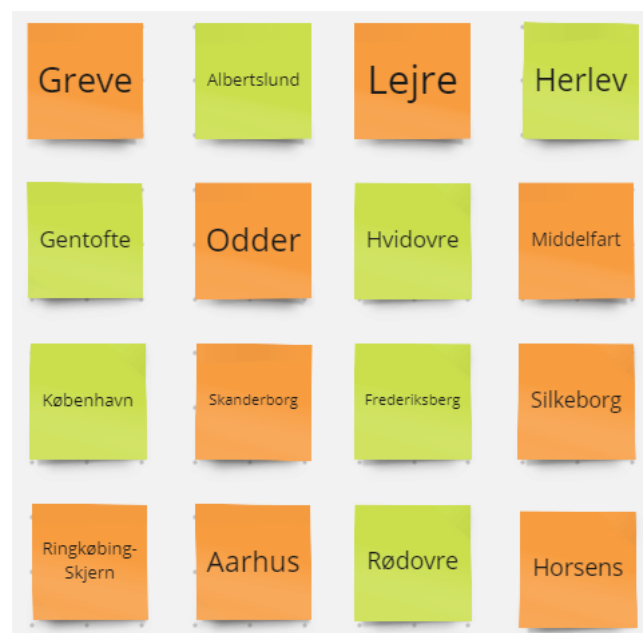 Greve
Albertslund
Lejre
Herlev
Gentofte
Odder
Hvidovre
Middelfart
København
Skanderborg
Frederiksberg
Silkeborg
Ringkøbing-
Skjern
Aarhus
Rødovre
Horsens